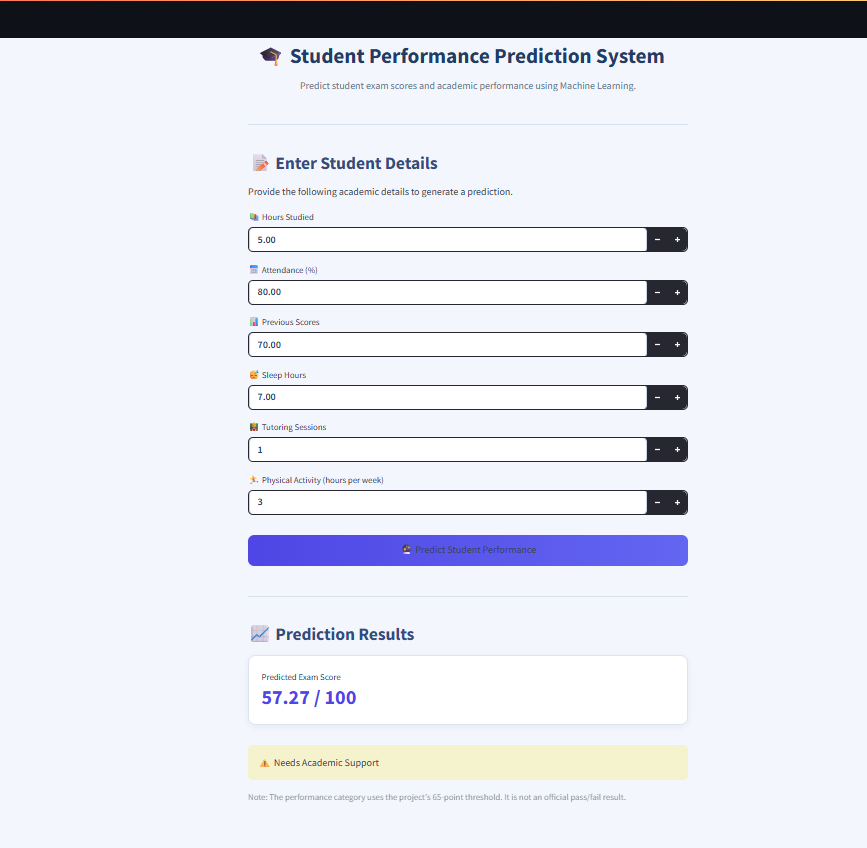 Student Performance Prediction System
Predict student exam scores and academic performance using Machine Learning.
Enter Student Details
Provide the following academic details to generate a prediction.
Hours Studied
5.00
− +
Attendance (%)
80.00
− +
Previous Scores
70.00
− +
Sleep Hours
7.00
− +
Tutoring Sessions
1
− +
Physical Activity (hours per week)
3
− +
Predict Student Performance
Prediction Results
Predicted Exam Score
57.27 / 100
Needs Academic Support
Note: The performance category uses the project's 65-point threshold. It is not an official pass/fail result.